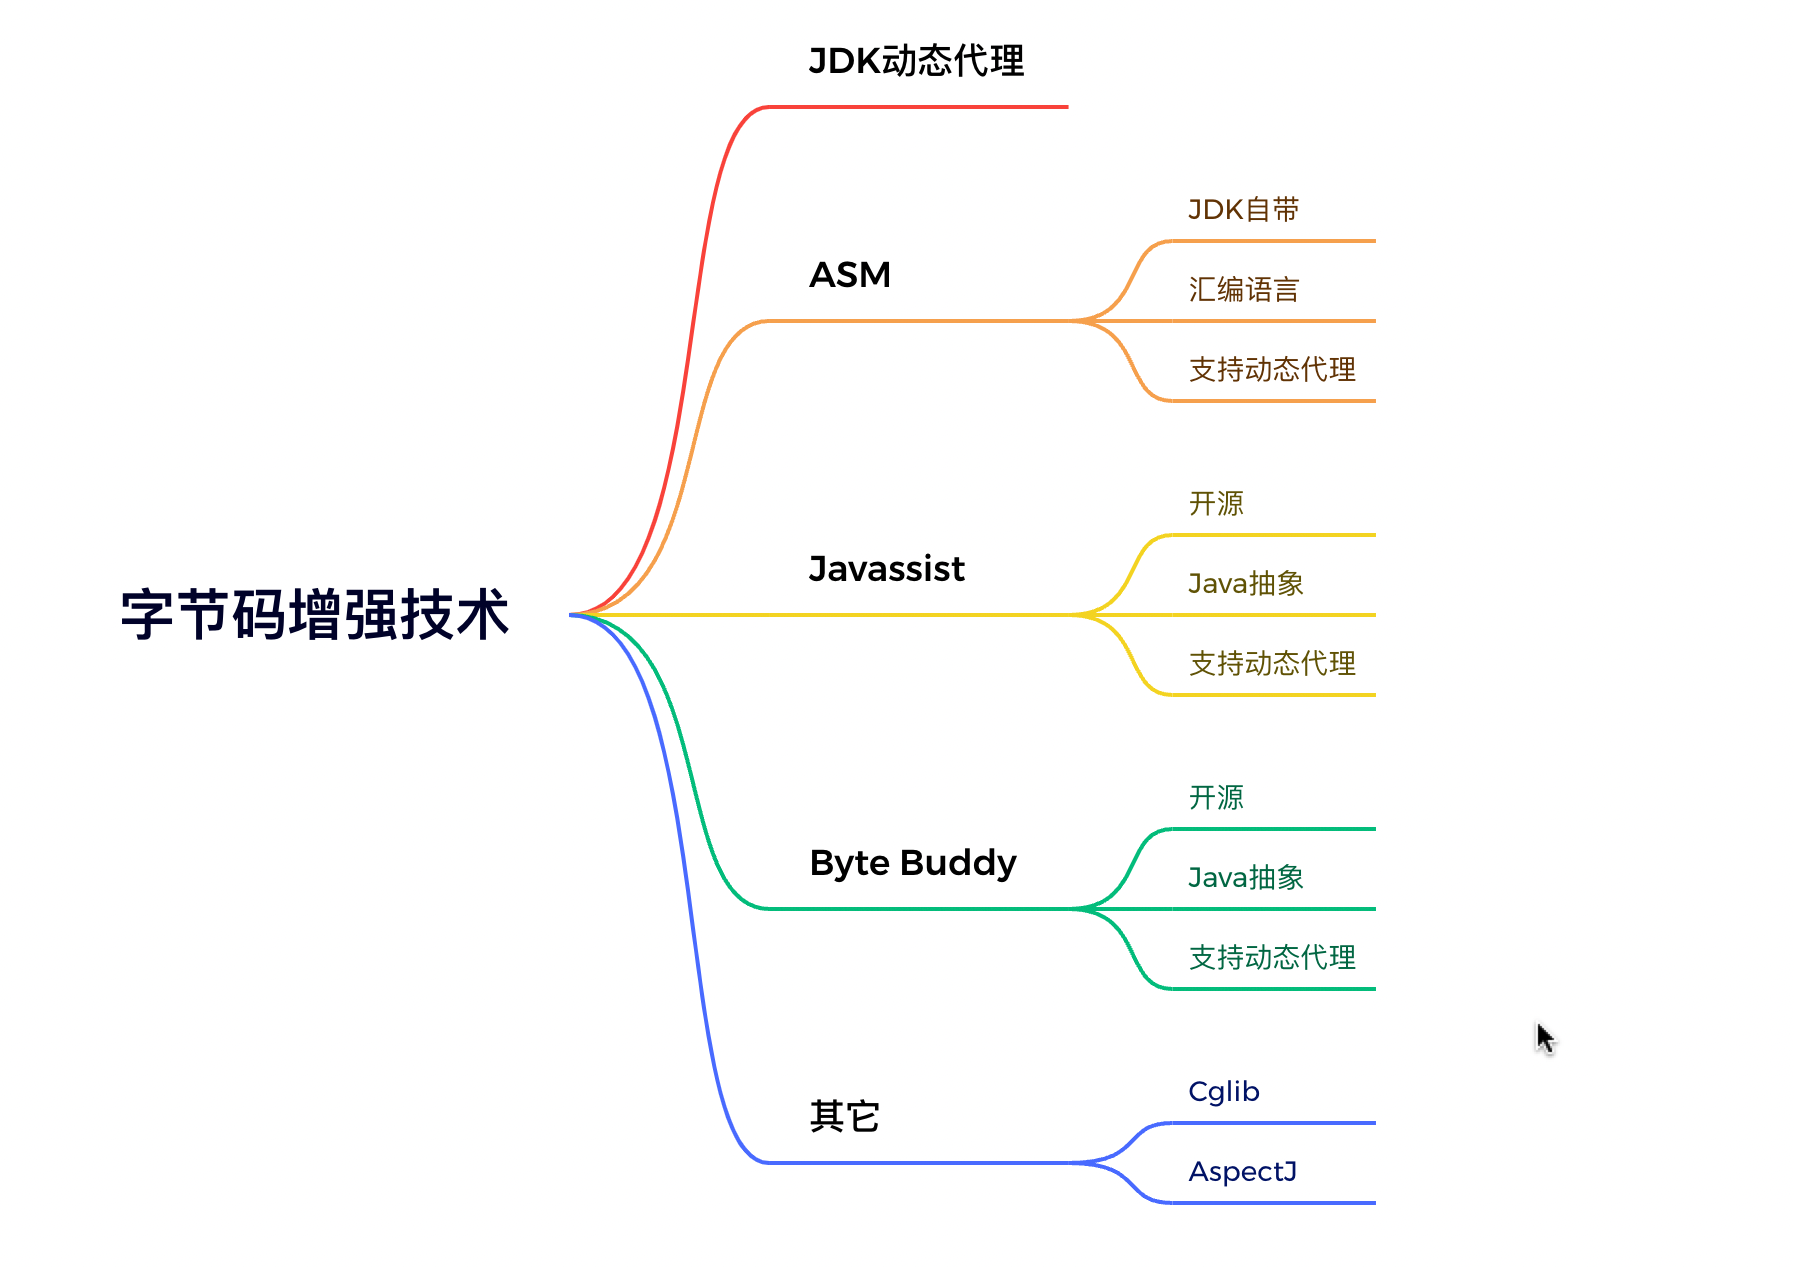 字节码增强技术
JDK动态代理
ASM
JDK自带
汇编语言
支持动态代理
Javassist
开源
Java抽象
支持动态代理
Byte Buddy
开源
Java抽象
支持动态代理
其它
Cglib
AspectJ